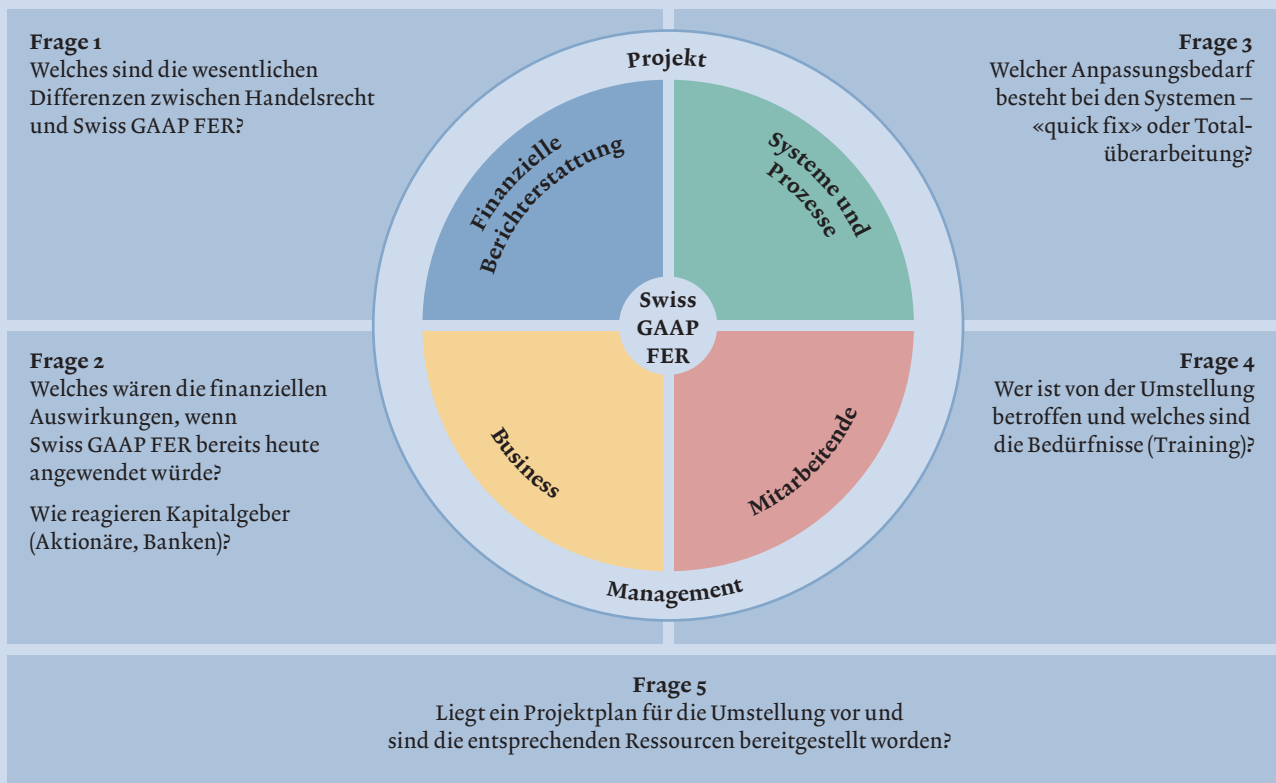 Frage 1
Welches sind die wesentlichen
Differenzen zwischen Handelsrecht
und Swiss GAAP FER?
Frage 2
Welches wären die finanziellen
Auswirkungen, wenn
Swiss GAAP FER bereits heute
angewendet würde?
Wie reagieren Kapitalgeber
(Aktionäre, Banken)?
Projekt
Finanzielle
Berichterstattung
Systeme und
Prozesse
Swiss
GAAP
FER
Business
Mitarbeitende
Management
Frage 3
Welcher Anpassungsbedarf
besteht bei den Systemen –
«quick fix» oder Total-
überarbeitung?
Frage 4
Wer ist von der Umstellung
betroffen und welches sind
die Bedürfnisse (Training)?
Frage 5
Liegt ein Projektplan für die Umstellung vor und
sind die entsprechenden Ressourcen bereitgestellt worden?